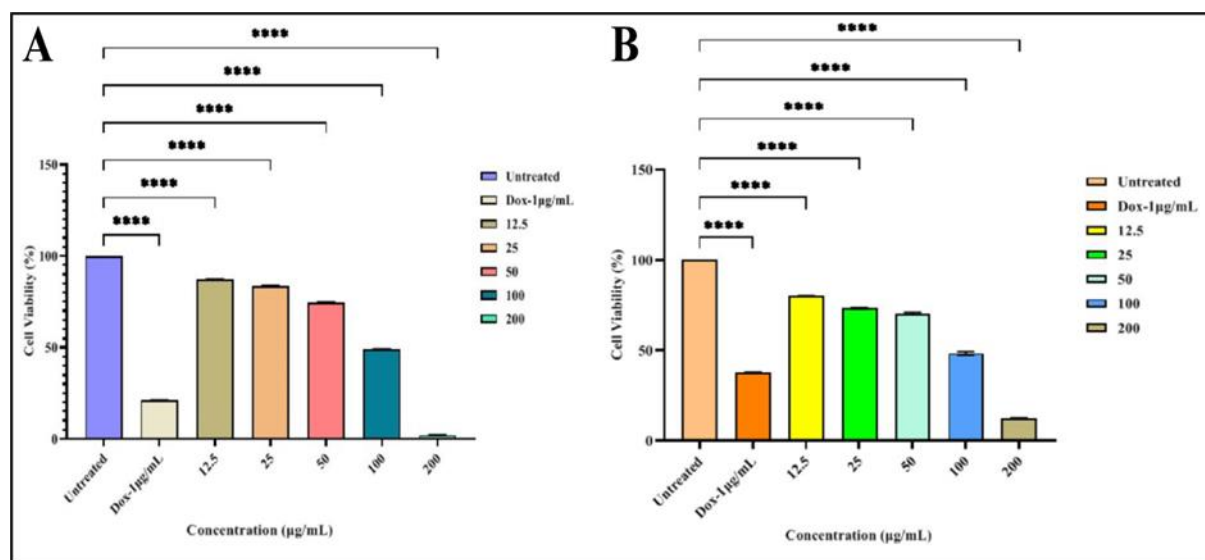 A
****
****
****
****
****
****
150
100
50
0
Cell Viability (%)
Untreated
Dox-1µg/mL
12.5
25
50
100
200
Concentration (µg/mL)
Untreated
Dox-1µg/mL
12.5
25
50
100
200
B
****
****
****
****
****
****
150
100
50
0
Cell Viability (%)
Untreated
Dox-1µg/mL
12.5
25
50
100
200
Concentration (µg/mL)
Untreated
Dox-1µg/mL
12.5
25
50
100
200